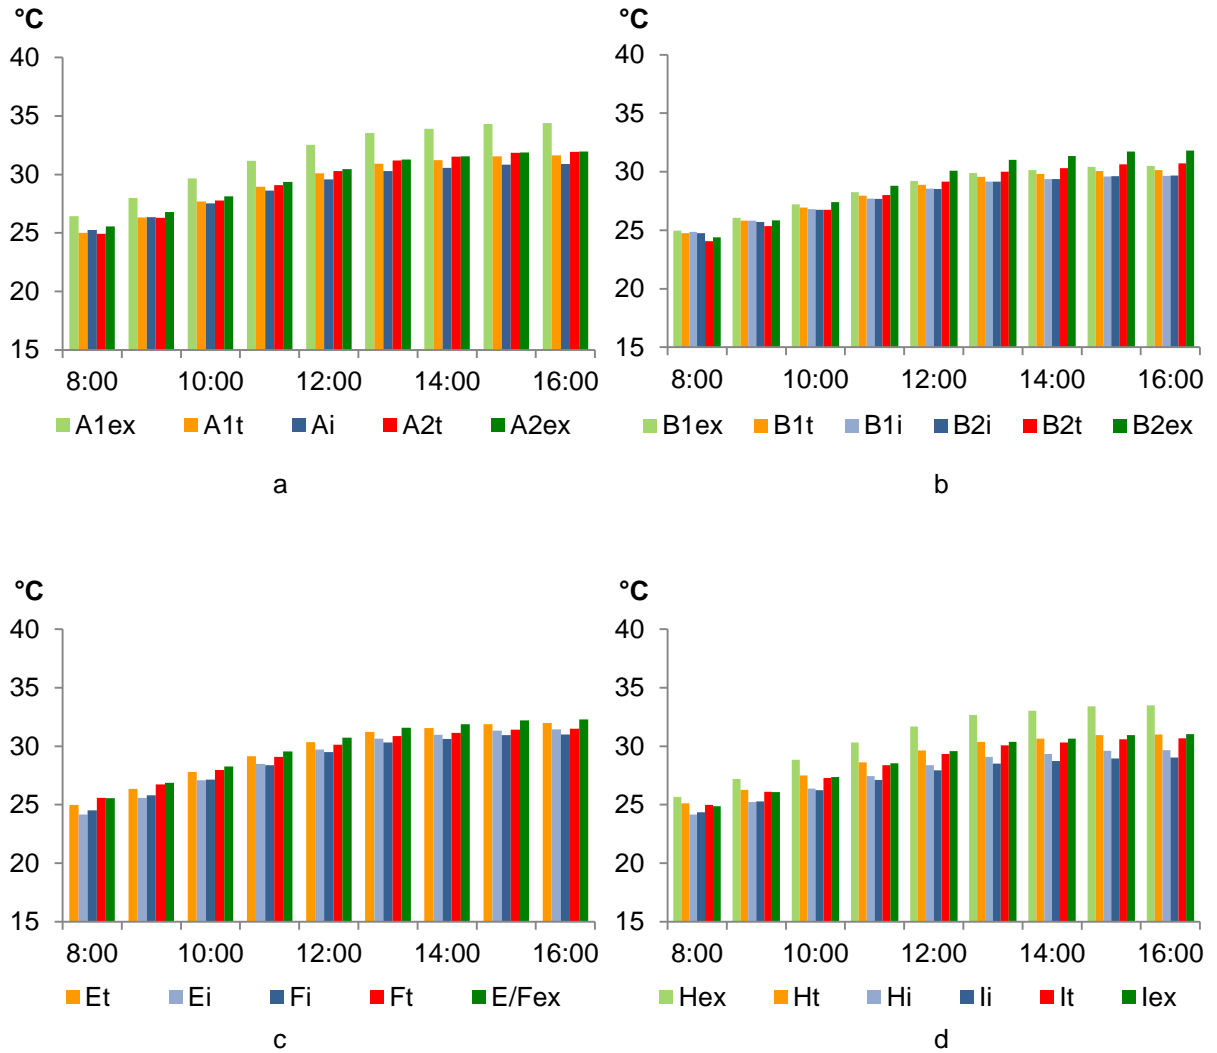 °C
40
35
30
25
20
15
8:00 10:00 12:00 14:00 16:00
A1ex A1t Ai A2t A2ex
a
°C
40
35
30
25
20
15
8:00 10:00 12:00 14:00 16:00
B1ex B1t B1i B2i B2t B2ex
b
°C
40
35
30
25
20
15
8:00 10:00 12:00 14:00 16:00
Et Ei Fi Ft E/Fex
c
°C
40
35
30
25
20
15
8:00 10:00 12:00 14:00 16:00
Hex Ht Hi Ii It Iex
d